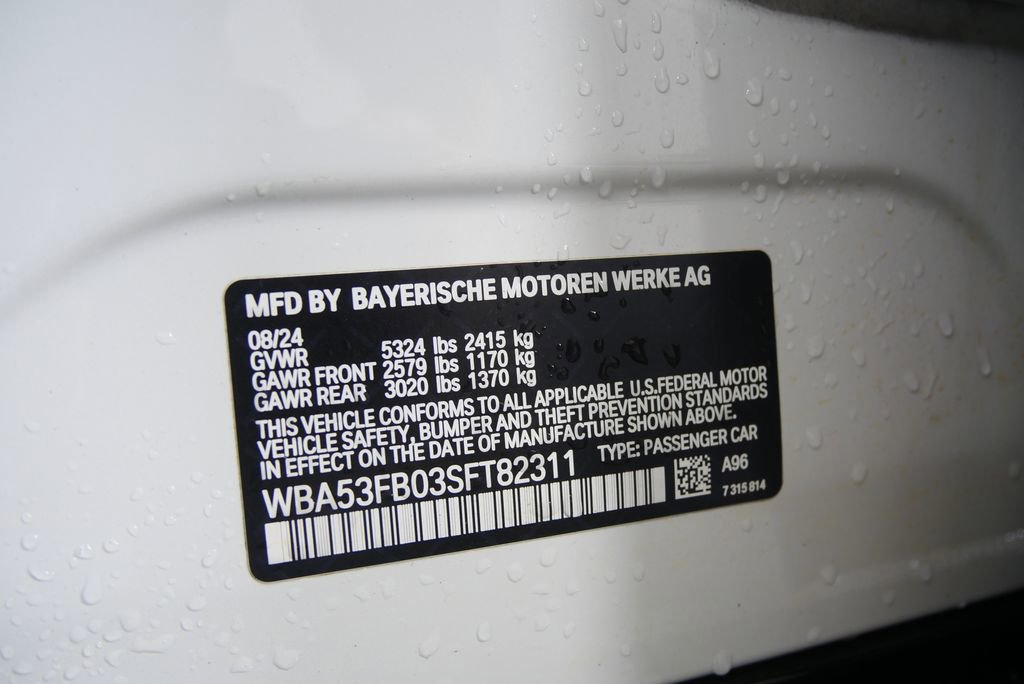 MFD BY BAYERISCHE MOTOREN WERKE AG
08/24
GVWR 5324 lbs 2415 kg
GAWR FRONT 2579 lbs 1170 kg
GAWR REAR 3020 lbs 1370 kg
THIS VEHICLE CONFORMS TO ALL APPLICABLE U.S.FEDERAL MOTOR
VEHICLE SAFETY, BUMPER AND THEFT PREVENTION STANDARDS
IN EFFECT ON THE DATE OF MANUFACTURE SHOWN ABOVE.
WBA53FB03SFT82311 TYPE: PASSENGER CAR
A96
7 315 814